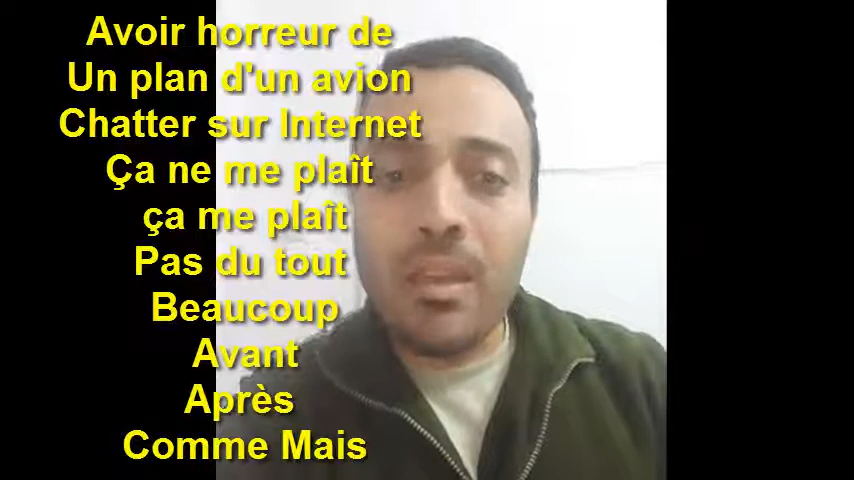 Avoir horreur de
Un plan d'un avion
Chatter sur Internet
Ça ne me plaît
ça me plaît
Pas du tout
Beaucoup
Avant
Après
Comme Mais